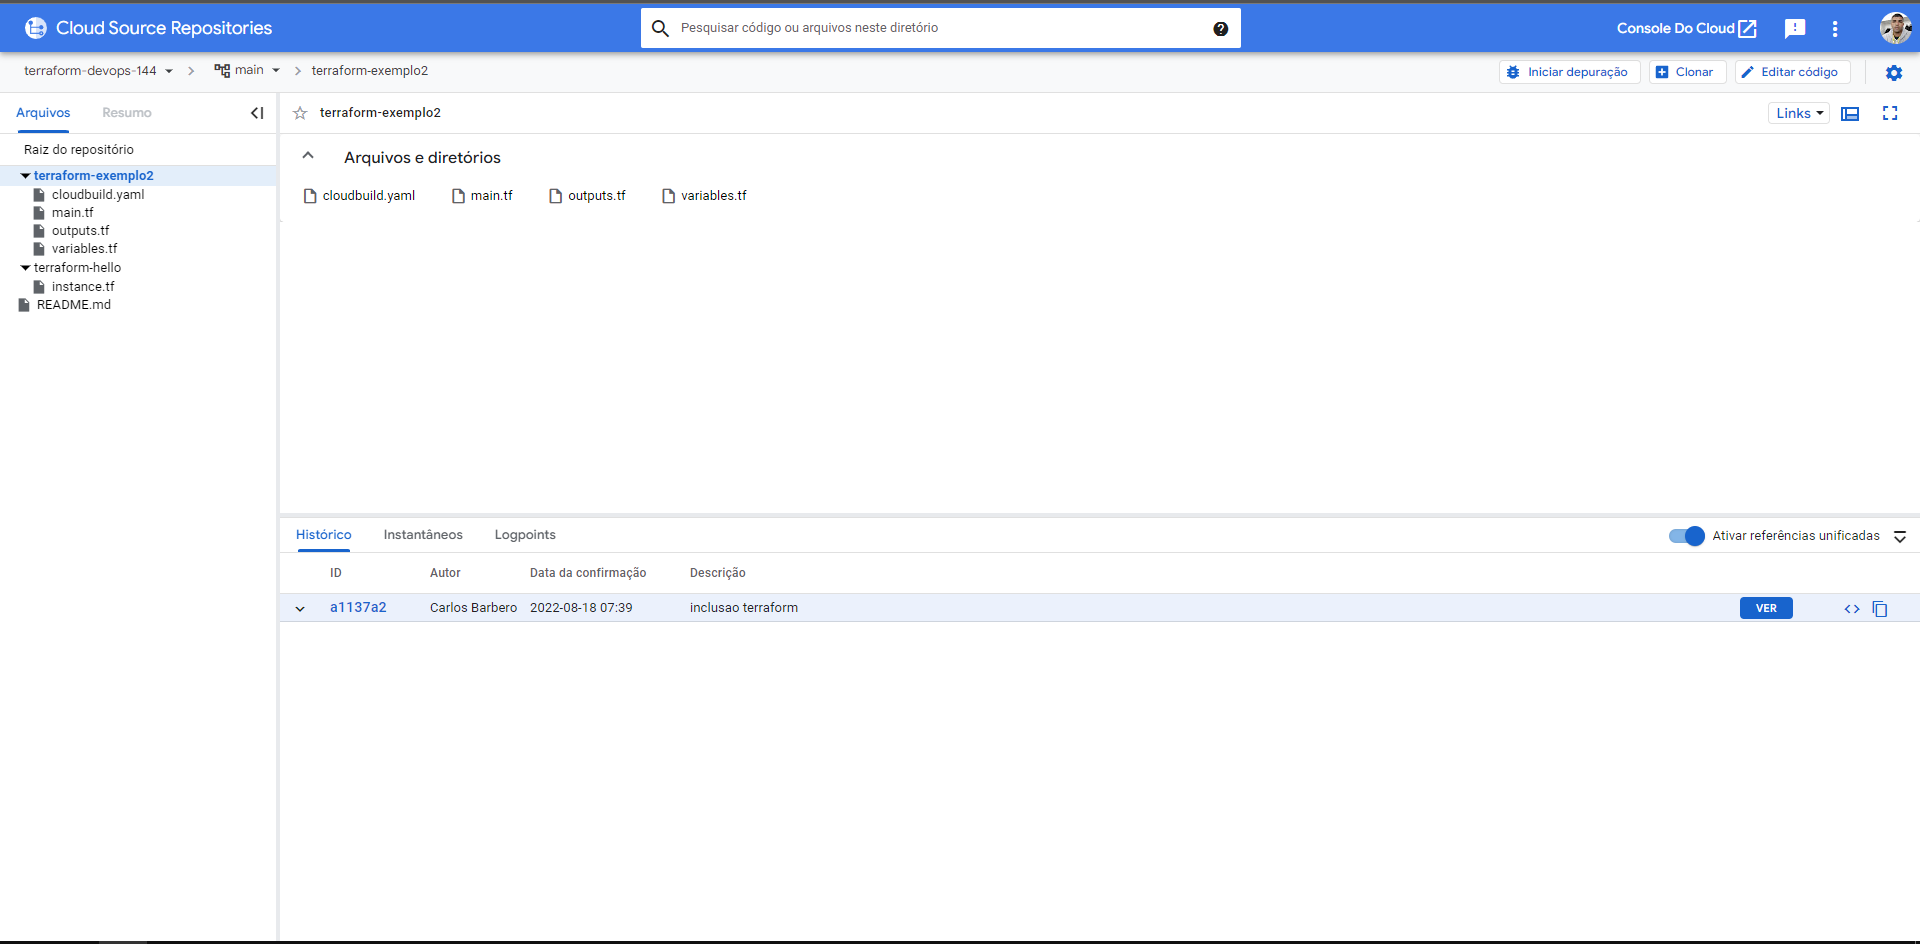 Cloud Source Repositories
Pesquisar código ou arquivos neste diretório
Console Do Cloud
terraform-devops-144
main
terraform-exemplo2
Iniciar depuração
Clonar
Editar código
Arquivos
Resumo
terraform-exemplo2
Links
Raiz do repositório
terraform-exemplo2
cloudbuild.yaml
main.tf
outputs.tf
variables.tf
terraform-hello
instance.tf
README.md
Arquivos e diretórios
cloudbuild.yaml
main.tf
outputs.tf
variables.tf
Histórico
Instantâneos
Logpoints
Ativar referências unificadas
ID
Autor
Data da confirmação
Descrição
a1137a2
Carlos Barbero
2022-08-18 07:39
inclusao terraform
VER